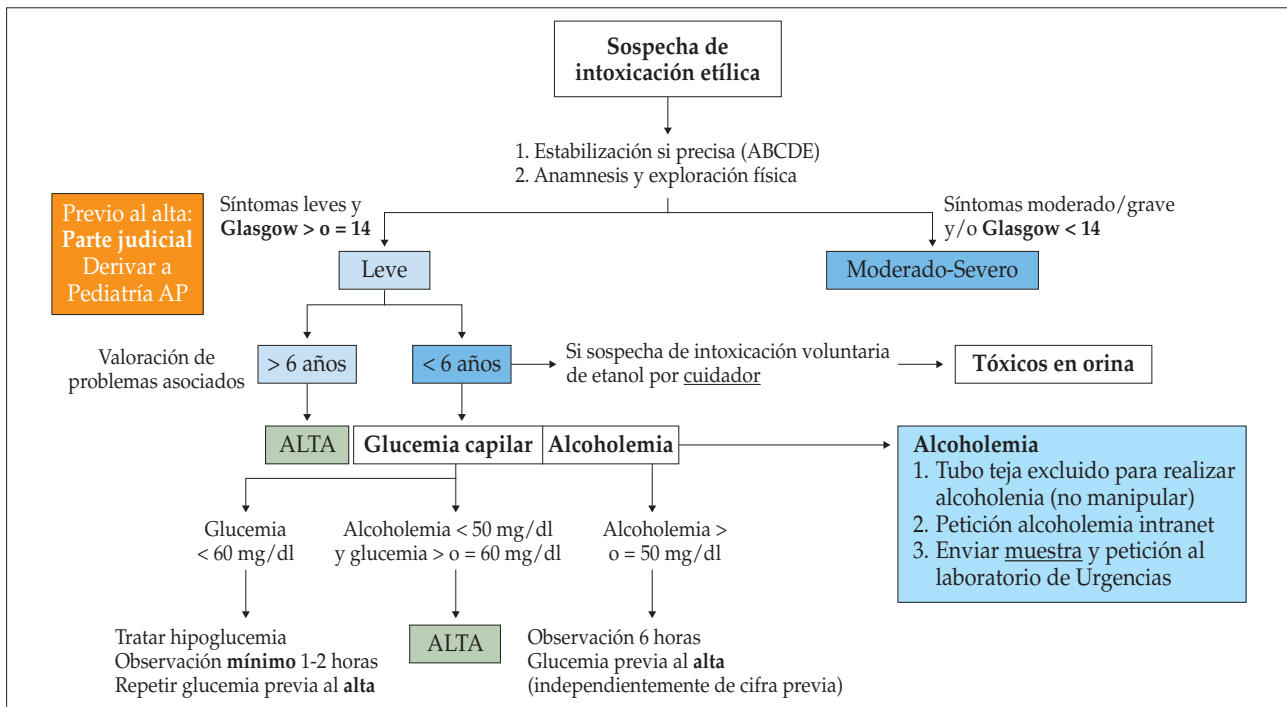 Sospecha de
intoxicación etílica
1. Estabilización si precisa (ABCDE)
2. Anamnesis y exploración física
Previo al alta:
Parte judicial
Derivar a
Pediatría AP
Síntomas leves y
Glasgow > o = 14
Síntomas moderado/grave
y/o Glasgow < 14
Leve
Moderado-Severo
Valoración de
problemas asociados
> 6 años
< 6 años
Si sospecha de intoxicación voluntaria
de etanol por cuidador
Tóxicos en orina
ALTA
Glucemia capilar
Alcoholemia
Alcoholemia
1. Tubo teja excluido para realizar
alcoholenia (no manipular)
2. Petición alcoholemia intranet
3. Enviar muestra y petición al
laboratorio de Urgencias
Glucemia
< 60 mg/dl
Alcoholemia < 50 mg/dl
y glucemia > o = 60 mg/dl
Alcoholemia >
o = 50 mg/dl
Tratar hipoglucemia
Observación mínimo 1-2 horas
Repetir glucemia previa al alta
ALTA
Observación 6 horas
Glucemia previa al alta
(independientemente de cifra previa)